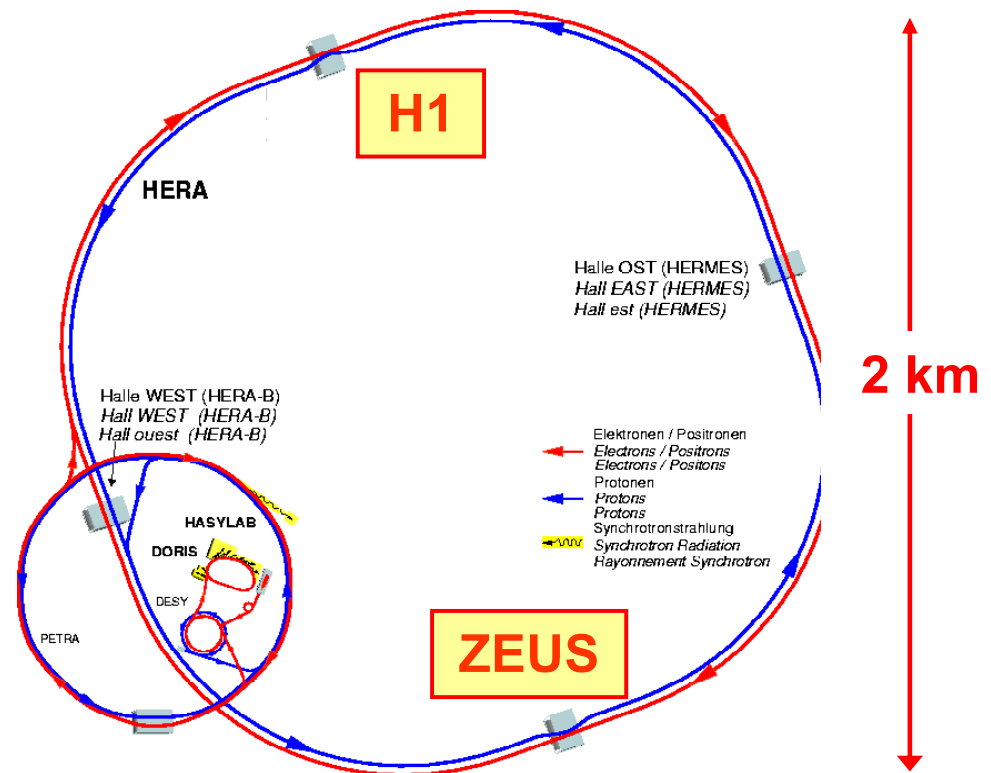 H1
HERA
Halle OST (HERMES)
Hall EAST (HERMES)
Hall est (HERMES)
2 km
Halle WEST (HERA-B)
Hall WEST (HERA-B)
Hall ouest (HERA-B)
Elektronen / Positronen
Electrons / Positrons
Electrons / Positons
Protonen
Protons
Protons
Synchrotronstrahlung
Synchrotron Radiation
Rayonnement Synchrotron
HASYLAB
DORIS
DESY
PETRA
ZEUS